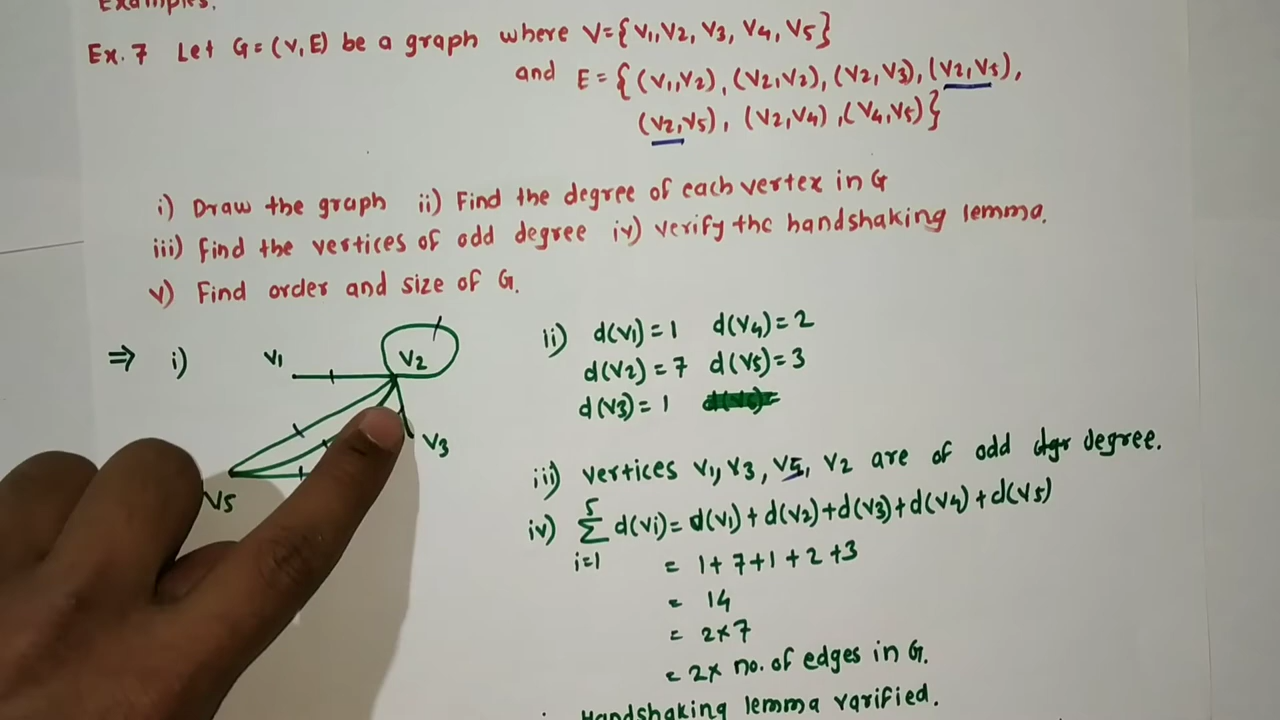 Examples.
Ex. 7 Let G = (V, E) be a graph where V = {v1, v2, v3, v4, v5}
and E = {(v1, v2), (v2, v2), (v2, v3), (v2, v5),
(v2, v5), (v2, v4), (v4, v5)}
i) Draw the graph ii) Find the degree of each vertex in G
iii) find the vertices of odd degree iv) verify the handshaking lemma.
v) Find order and size of G.
⇒ i)
v1
v2
v3
v5
ii) d(v1) = 1 d(v4) = 2
d(v2) = 7 d(v5) = 3
d(v3) = 1
iii) vertices v1, v3, v5, v2 are of odd degree.
iv) 5∑i=1 d(vi) = d(v1) + d(v2) + d(v3) + d(v4) + d(v5)
= 1 + 7 + 1 + 2 + 3
= 14
= 2×7
= 2× no. of edges in G.
Handshaking lemma varified.